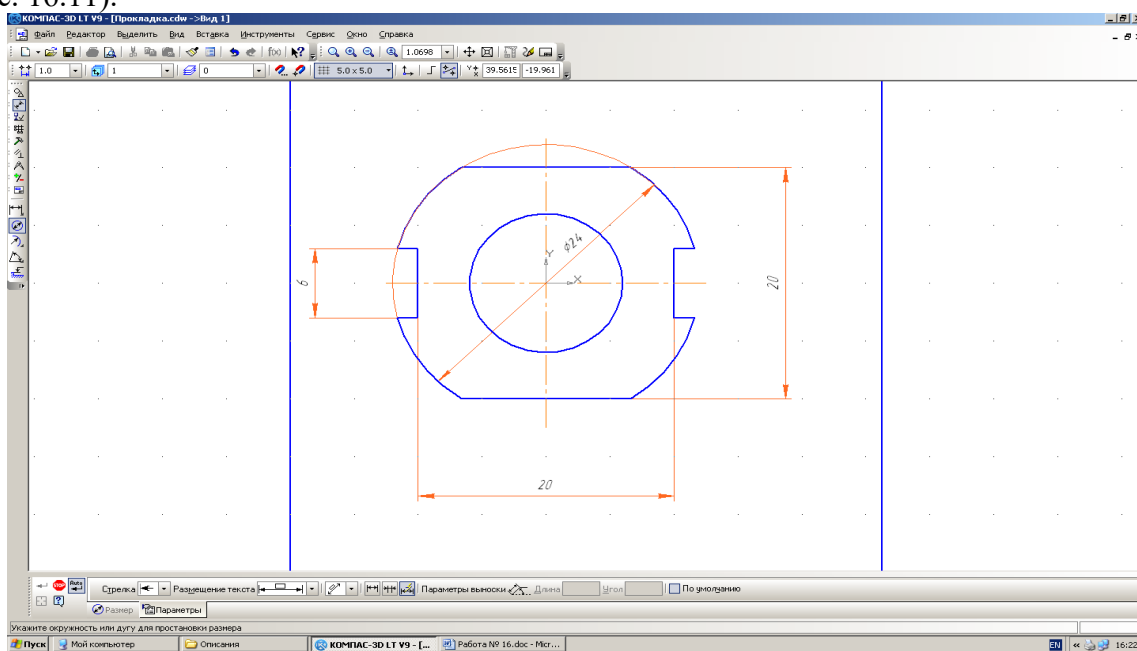 с. 16.11).
КОМПАС-3D LT V9 - [Прокладка.cdw ->Вид 1]
Файл Редактор Выделить Вид Вставка Инструменты Сервис Окно Справка
f(x) 1.0698
1.0 1 0 5.0 x 5.0 39.5615 -19.961
φ24
Y
X
6
20
20
Auto Стрелка Размещение текста Параметры выноски Длина Угол По умолчанию
Размер Параметры
Укажите окружность или дугу для простановки размера
Пуск Мой компьютер Описания КОМПАС-3D LT V9 - [... Работа № 16.doc - Micr... EN « 16:22